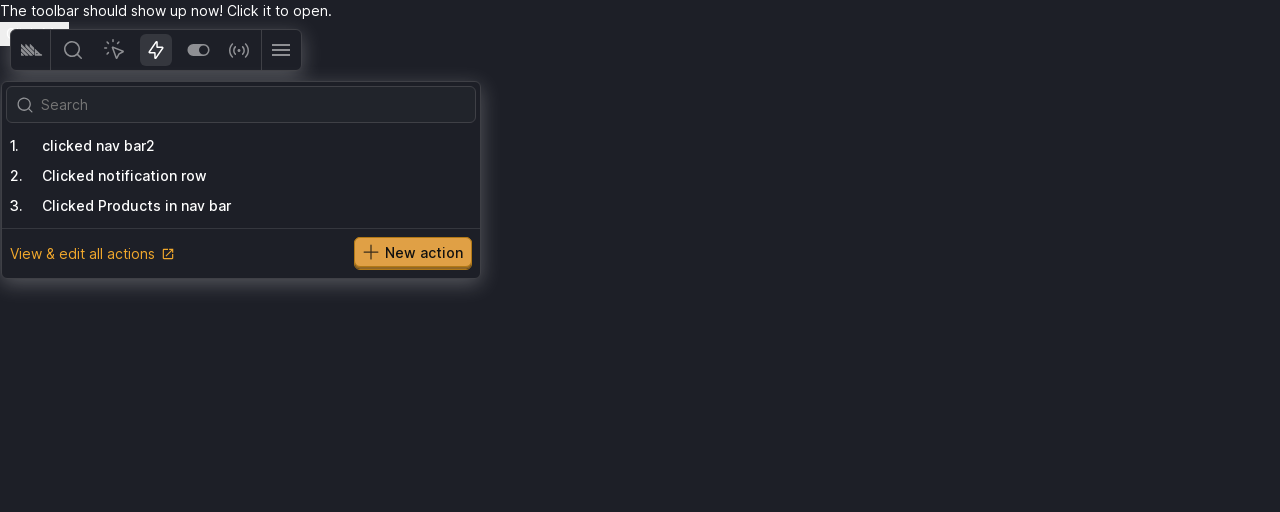 The toolbar should show up now! Click it to open.
Search
1. clicked nav bar2
2. Clicked notification row
3. Clicked Products in nav bar
View & edit all actions
New action